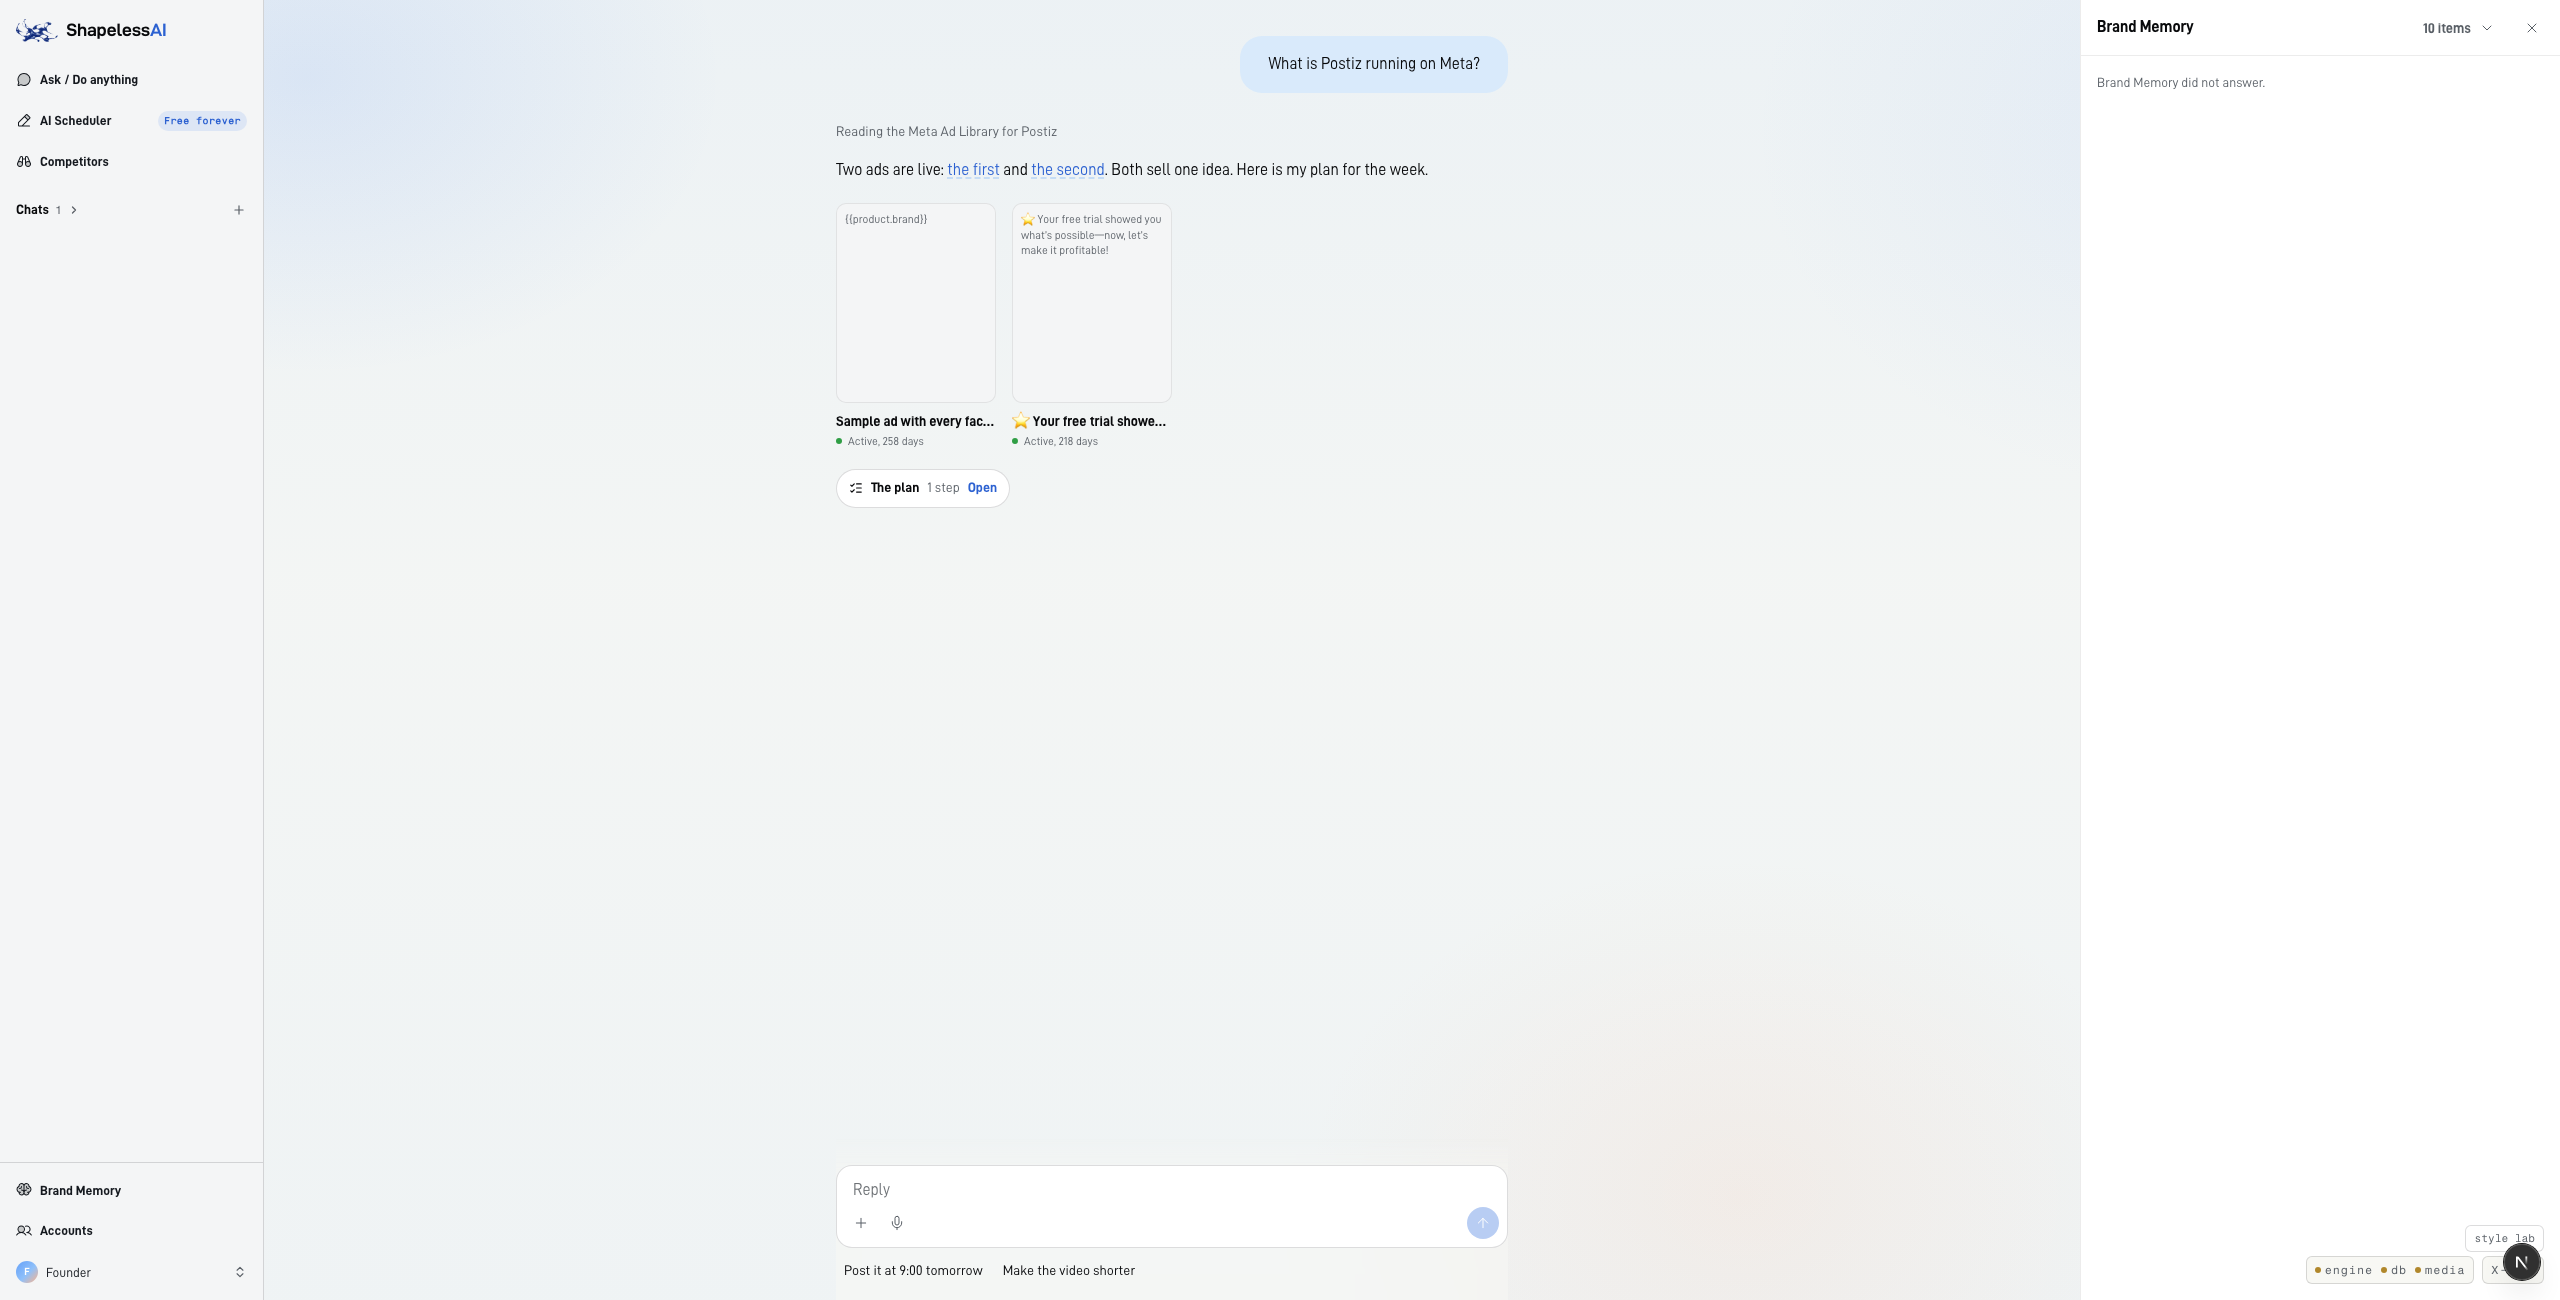 ShapelessAI
Ask / Do anything
AI Scheduler
Free forever
Competitors
Chats 1
Brand Memory
Accounts
F
Founder
What is Postiz running on Meta?
Reading the Meta Ad Library for Postiz
Two ads are live: the first and the second. Both sell one idea. Here is my plan for the week.
{{product.brand}}
Sample ad with every fac...
Active, 258 days
⭐ Your free trial showed you
what's possible—now, let's
make it profitable!
⭐ Your free trial showe...
Active, 218 days
The plan 1 step Open
Reply
Post it at 9:00 tomorrow Make the video shorter
Brand Memory
10 items
Brand Memory did not answer.
style lab
engine db media
N